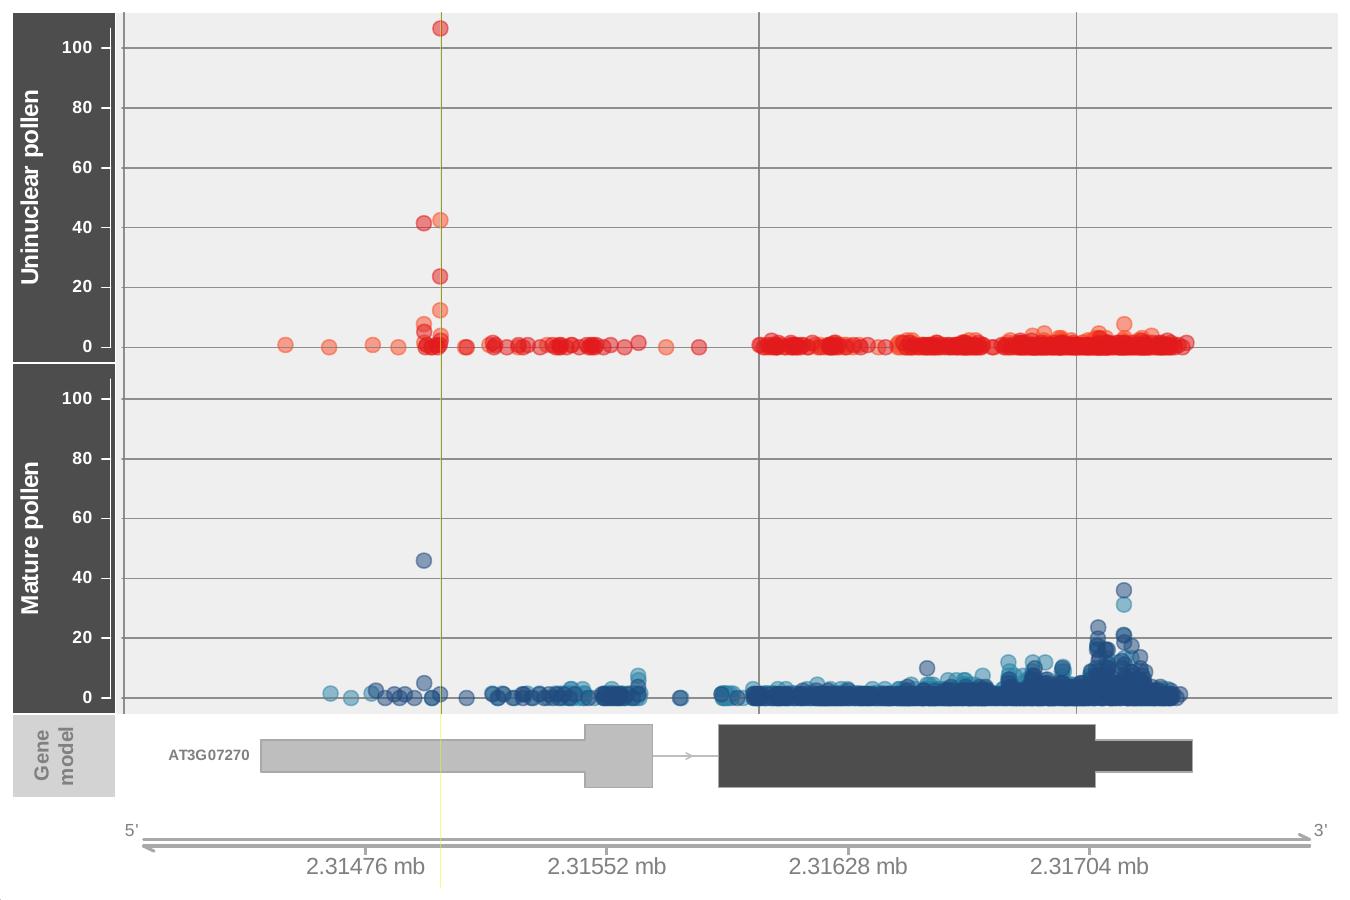 Uninuclear pollen
100
80
60
40
20
0
Mature pollen
100
80
60
40
20
0
Gene
model
AT3G07270
5'
3'
2.31476 mb
2.31552 mb
2.31628 mb
2.31704 mb